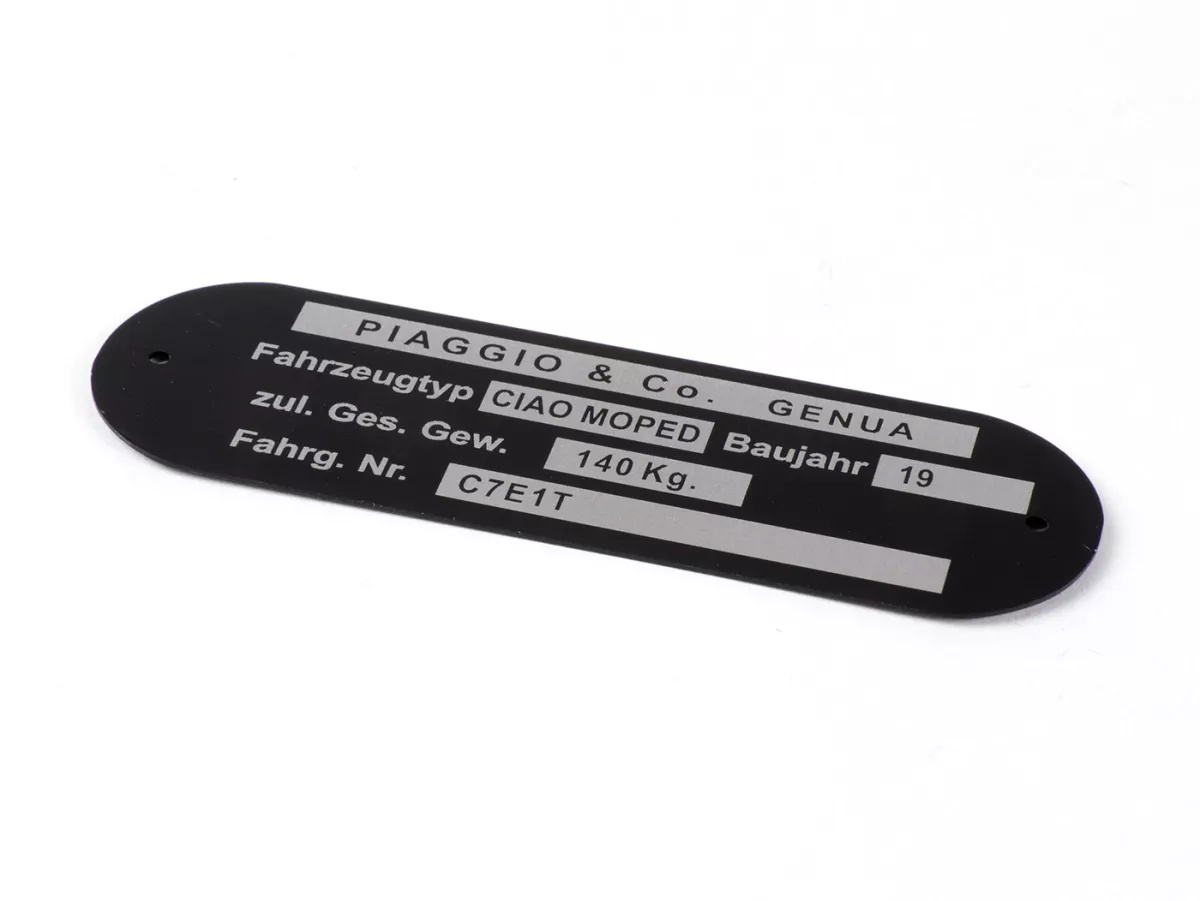 PIAGGIO & Co. GENUA
Fahrzeugtyp CIAO MOPED Baujahr 19
zul. Ges. Gew. 140 Kg.
Fahrg. Nr. C7E1T